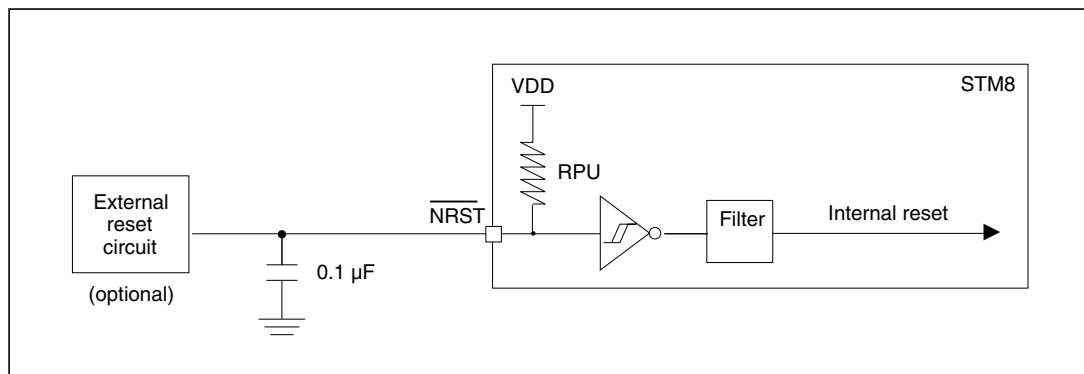 STM8
VDD
RPU
External
reset
circuit
(optional)
0.1 µF
NRST
Filter
Internal reset